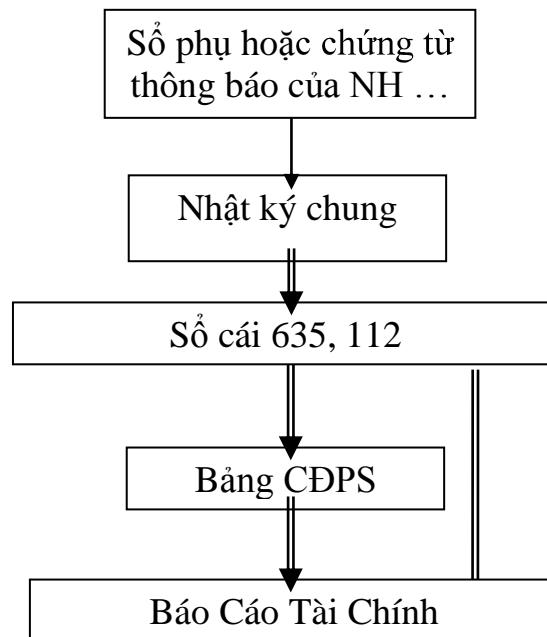 Sổ phụ hoặc chứng từ
thông báo của NH …
Nhật ký chung
Sổ cái 635, 112
Bảng CĐPS
Báo Cáo Tài Chính